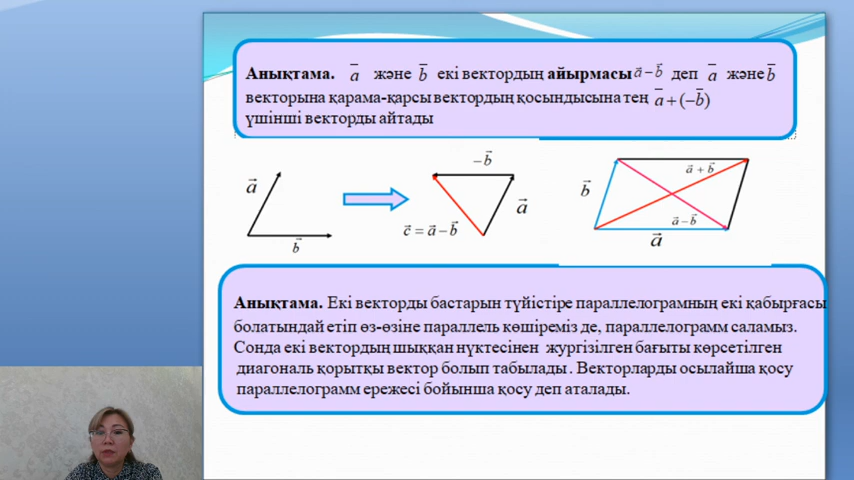 Анықтама. a̅ және b̅ екі вектордың айырмасы a⃗ − b⃗ деп a̅ және b̅
векторына қарама-қарсы вектордың қосындысына тең a̅ + (−b̅)
үшінші векторды айтады
a⃗
b⃗
−b⃗
a⃗
c⃗ = a⃗ − b⃗
b⃗
a⃗ + b⃗
a⃗ − b⃗
a⃗
Анықтама. Екі векторды бастарын түйістіре параллелограмның екі қабырғасы
болатындай етіп өз-өзіне параллель көшіреміз де, параллелограмм саламыз.
Сонда екі вектордың шыққан нүктесінен жургізілген бағыты көрсетілген
диагональ қорытқы вектор болып табылады . Векторларды осылайша қосу
параллелограмм ережесі бойынша қосу деп аталады.